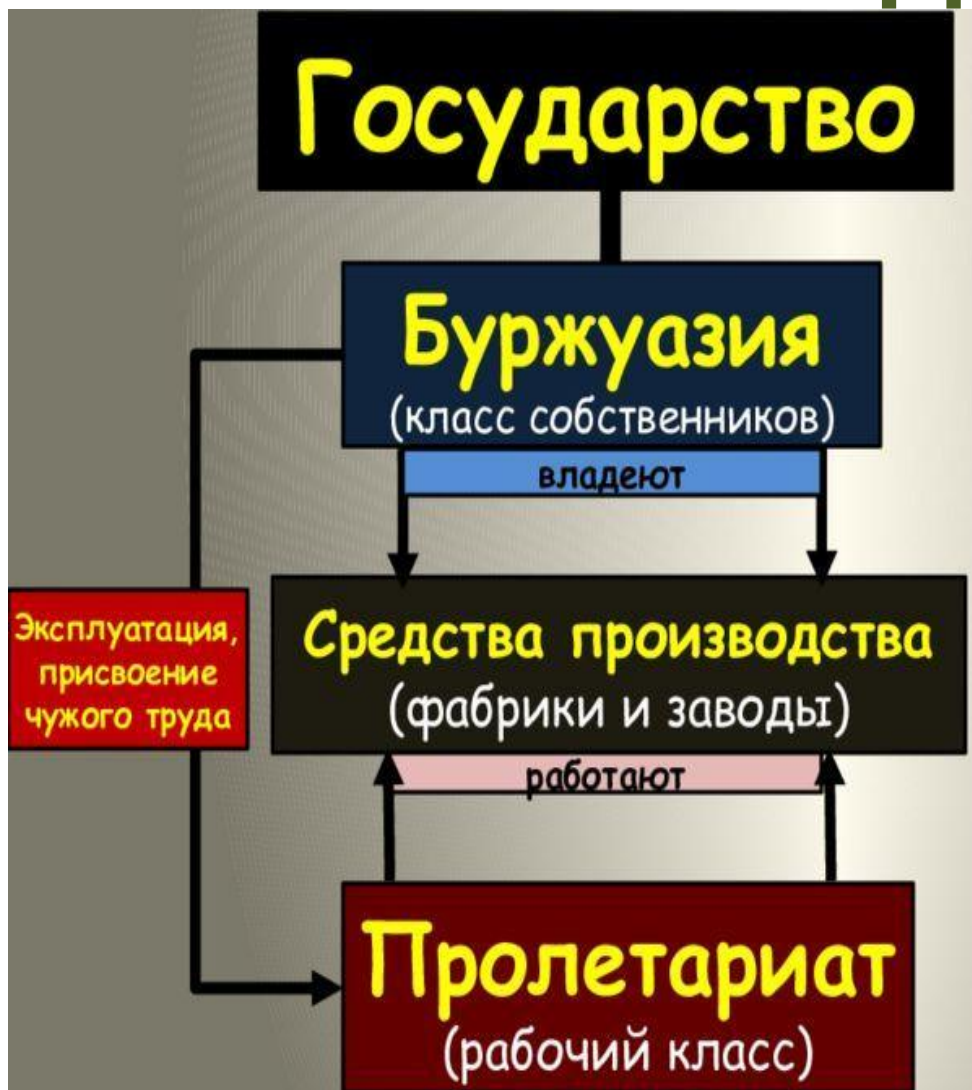 Государство
Буржуазия
(класс собственников)
владеют
Средства производства
(фабрики и заводы)
Эксплуатация,
присвоение
чужого труда
работают
Пролетариат
(рабочий класс)